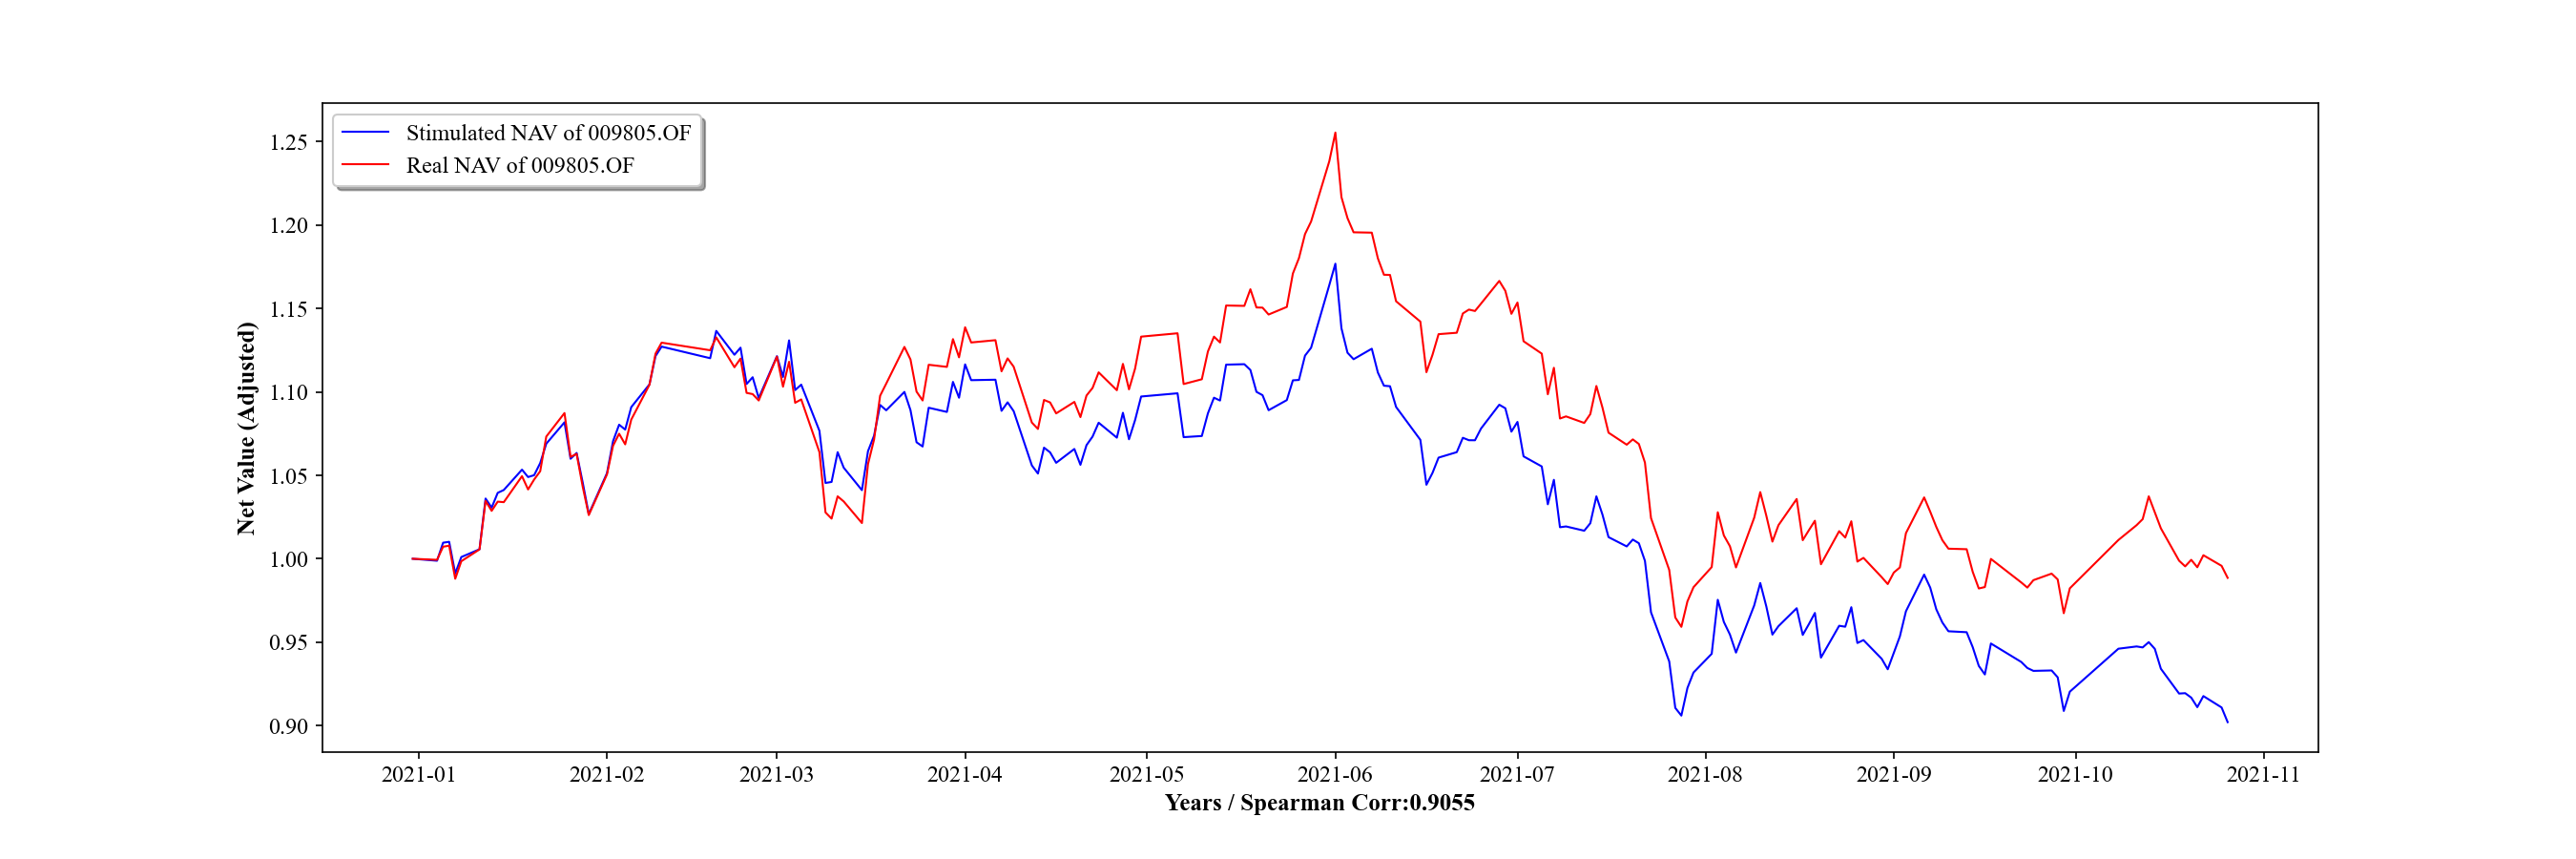 Stimulated NAV of 009805.OF
Real NAV of 009805.OF
Net Value (Adjusted)
1.25
1.20
1.15
1.10
1.05
1.00
0.95
0.90
2021-01 2021-02 2021-03 2021-04 2021-05 2021-06 2021-07 2021-08 2021-09 2021-10 2021-11
Years / Spearman Corr:0.9055